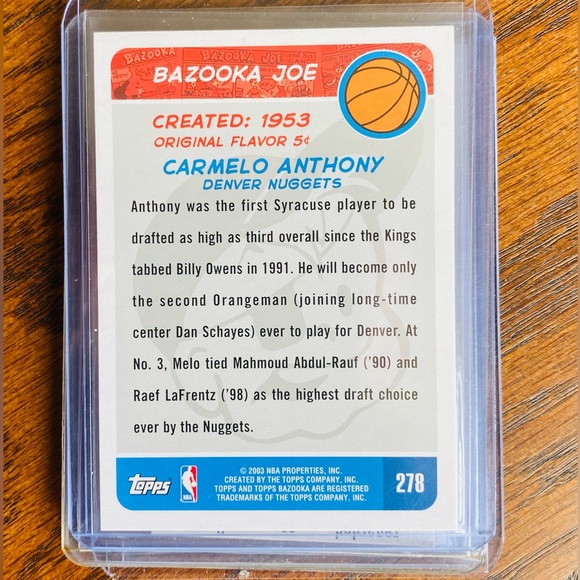 BAZOOKA JOE
CREATED: 1953
ORIGINAL FLAVOR 5¢
CARMELO ANTHONY
DENVER NUGGETS
Anthony was the first Syracuse player to be
drafted as high as third overall since the Kings
tabbed Billy Owens in 1991. He will become only
the second Orangeman (joining long-time
center Dan Schayes) ever to play for Denver. At
No. 3, Melo tied Mahmoud Abdul-Rauf ('90) and
Raef LaFrentz ('98) as the highest draft choice
ever by the Nuggets.
topps
NBA
© 2003 NBA PROPERTIES, INC.
CREATED BY THE TOPPS COMPANY, INC.
TOPPS AND TOPPS BAZOOKA ARE REGISTERED
TRADEMARKS OF THE TOPPS COMPANY, INC.
278